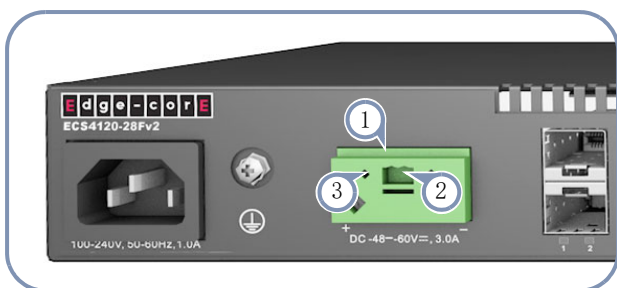 Edge-corE
ECS4120-28Fv2
1
3
2
100-240V, 50-60Hz,1.0A
+
−
DC -48–-60V⎓, 3.0A
1 2